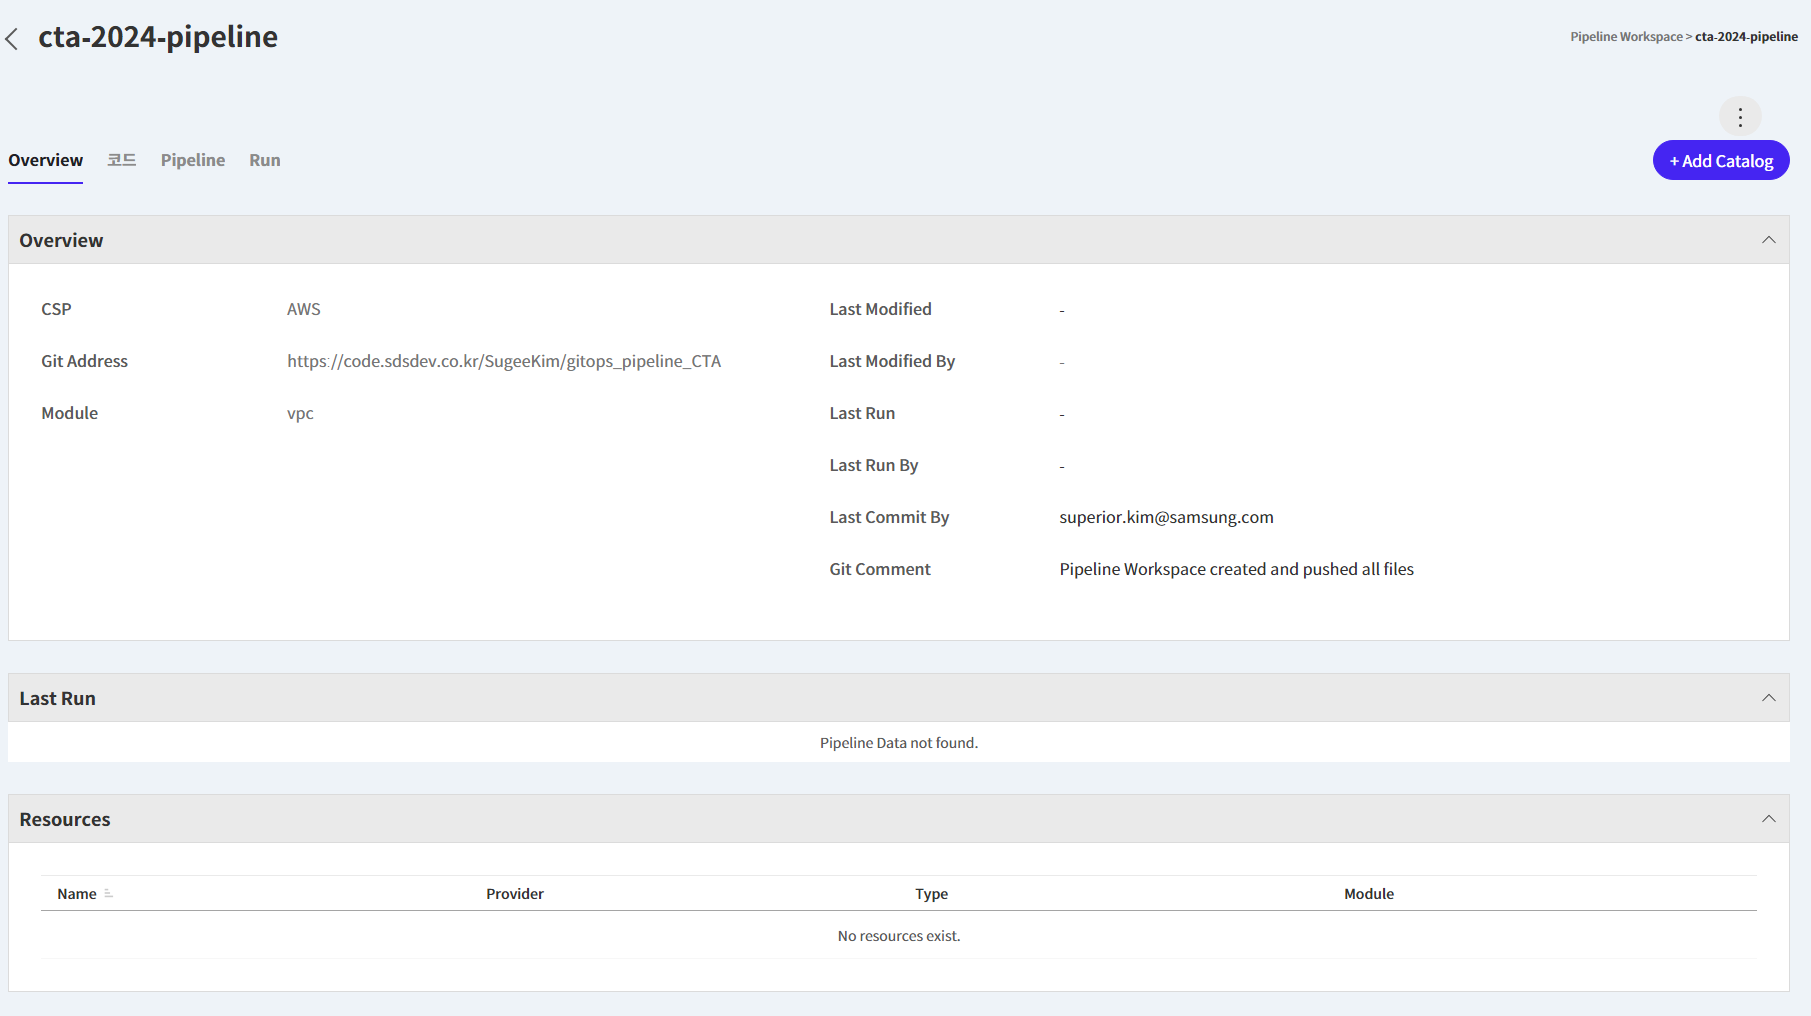 cta-2024-pipeline
Pipeline Workspace > cta-2024-pipeline
Overview 코드 Pipeline Run
+ Add Catalog
Overview
CSP AWS Last Modified -
Git Address https://code.sdsdev.co.kr/SugeeKim/gitops_pipeline_CTA Last Modified By -
Module vpc Last Run -
Last Run By -
Last Commit By superior.kim@samsung.com
Git Comment Pipeline Workspace created and pushed all files
Last Run
Pipeline Data not found.
Resources
Name Provider Type Module
No resources exist.